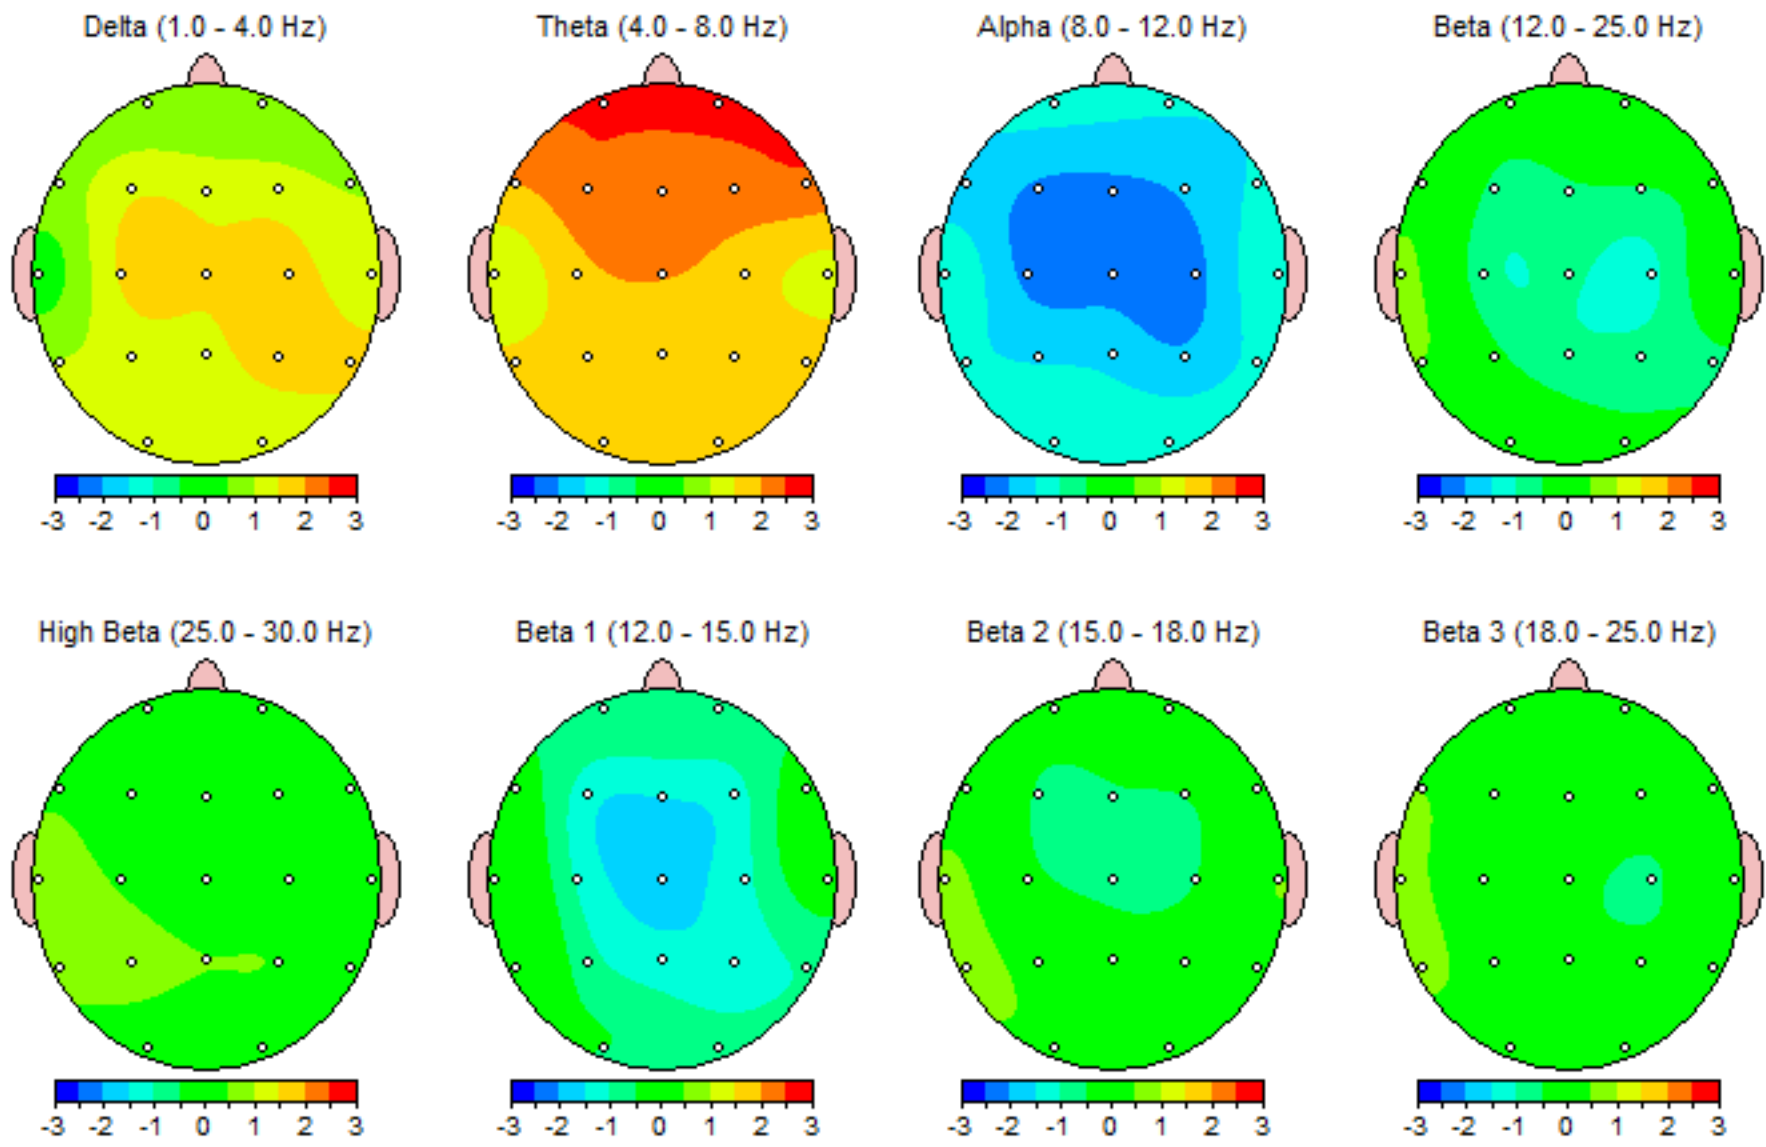 Delta (1.0 - 4.0 Hz)
Theta (4.0 - 8.0 Hz)
Alpha (8.0 - 12.0 Hz)
Beta (12.0 - 25.0 Hz)
-3 -2 -1 0 1 2 3
-3 -2 -1 0 1 2 3
-3 -2 -1 0 1 2 3
-3 -2 -1 0 1 2 3
High Beta (25.0 - 30.0 Hz)
Beta 1 (12.0 - 15.0 Hz)
Beta 2 (15.0 - 18.0 Hz)
Beta 3 (18.0 - 25.0 Hz)
-3 -2 -1 0 1 2 3
-3 -2 -1 0 1 2 3
-3 -2 -1 0 1 2 3
-3 -2 -1 0 1 2 3